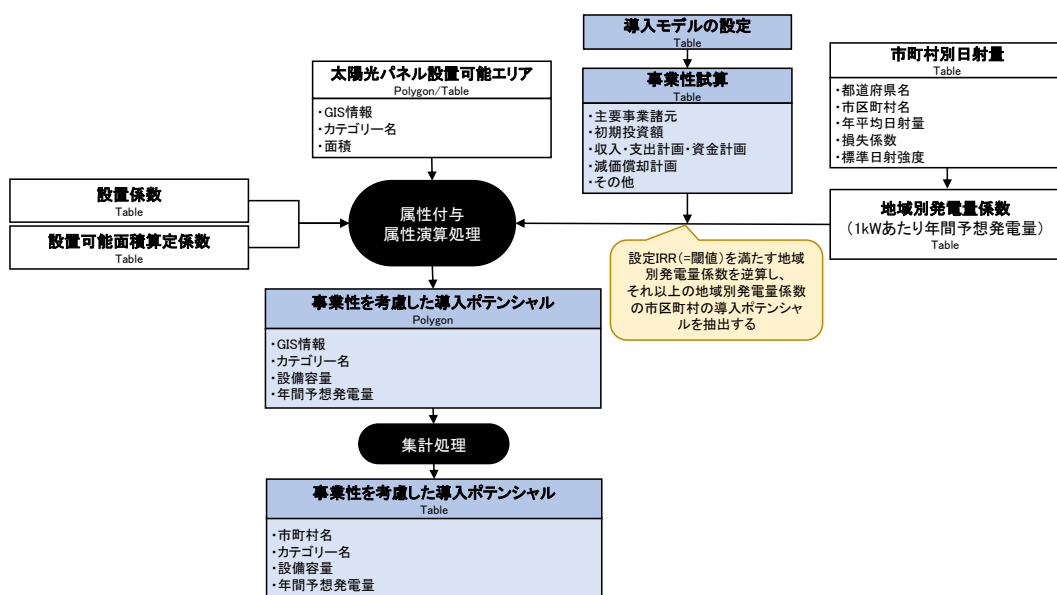 導入モデルの設定
Table
太陽光パネル設置可能エリア
Polygon/Table
・GIS情報
・カテゴリー名
・面積
事業性試算
Table
・主要事業諸元
・初期投資額
・収入・支出計画・資金計画
・減価償却計画
・その他
市町村別日射量
Table
・都道府県名
・市区町村名
・年平均日射量
・損失係数
・標準日射強度
設置係数
Table
設置可能面積算定係数
Table
属性付与
属性演算処理
地域別発電量係数
（1kWあたり年間予想発電量）
Table
設定IRR（=閾値）を満たす地域
別発電量係数を逆算し、
それ以上の地域別発電量係数
の市区町村の導入ポテンシャ
ルを抽出する
事業性を考慮した導入ポテンシャル
Polygon
・GIS情報
・カテゴリー名
・設備容量
・年間予想発電量
集計処理
事業性を考慮した導入ポテンシャル
Table
・市町村名
・カテゴリー名
・設備容量
・年間予想発電量